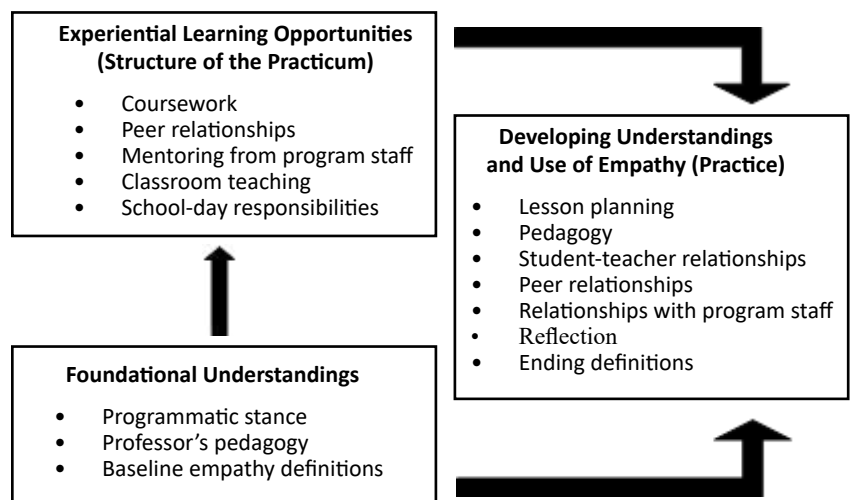 Experiential Learning Opportunities
(Structure of the Practicum)
• Coursework
• Peer relationships
• Mentoring from program staff
• Classroom teaching
• School-day responsibilities
Developing Understandings
and Use of Empathy (Practice)
• Lesson planning
• Pedagogy
• Student-teacher relationships
• Peer relationships
• Relationships with program staff
• Reflection
• Ending definitions
Foundational Understandings
• Programmatic stance
• Professor’s pedagogy
• Baseline empathy definitions